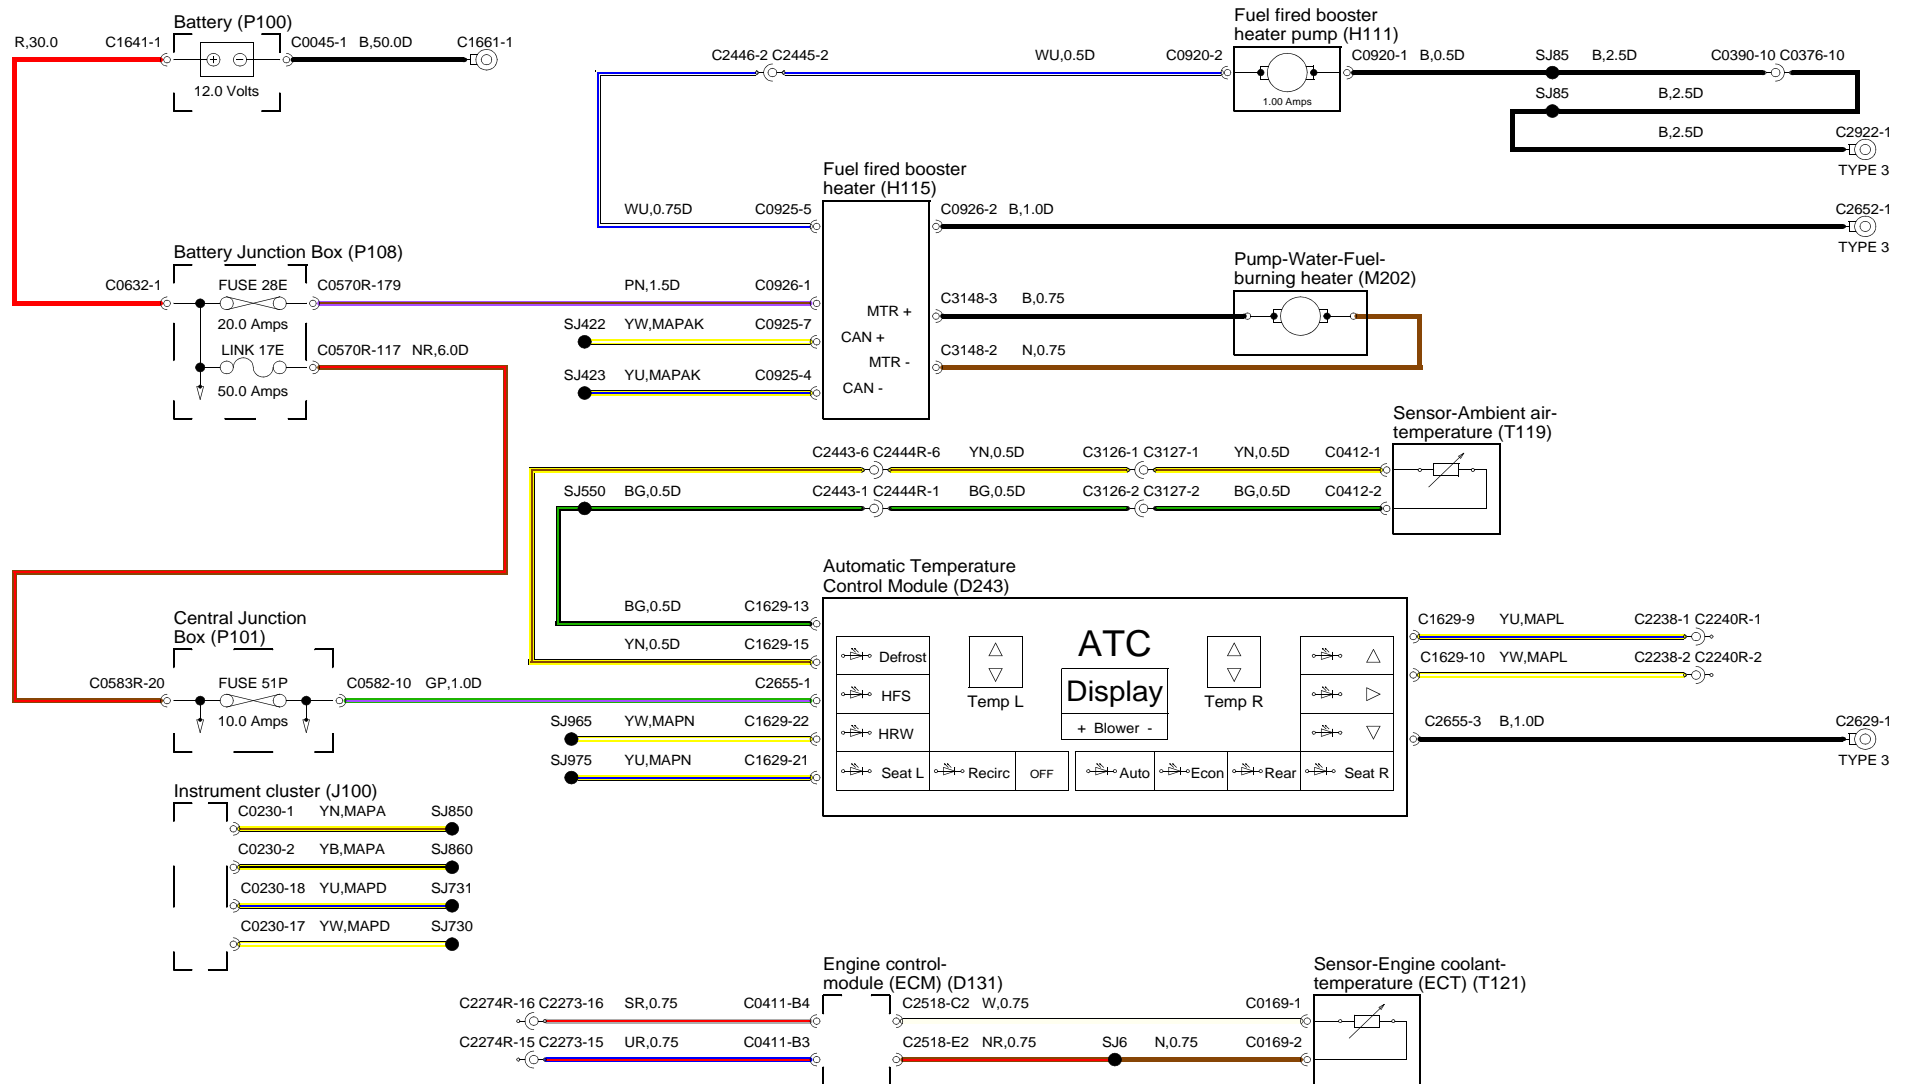 Battery (P100)
R,30.0 C1641-1 C0045-1 B,50.0D C1661-1
12.0 Volts
Fuel fired booster
heater pump (H111)
C2446-2 C2445-2 WU,0.5D C0920-2 C0920-1 B,0.5D SJ85 B,2.5D C0390-10 C0376-10
1.00 Amps
SJ85 B,2.5D
B,2.5D C2922-1
TYPE 3
Fuel fired booster
heater (H115)
WU,0.75D C0925-5 C0926-2 B,1.0D C2652-1
TYPE 3
Battery Junction Box (P108)
C0632-1 FUSE 28E C0570R-179 PN,1.5D C0926-1
20.0 Amps
LINK 17E C0570R-117 NR,6.0D
50.0 Amps
SJ422 YW,MAPAK C0925-7
SJ423 YU,MAPAK C0925-4
MTR +
CAN +
MTR -
CAN -
Pump-Water-Fuel-
burning heater (M202)
C3148-3 B,0.75
C3148-2 N,0.75
Sensor-Ambient air-
temperature (T119)
C2443-6 C2444R-6 YN,0.5D C3126-1 C3127-1 YN,0.5D C0412-1
SJ550 BG,0.5D C2443-1 C2444R-1 BG,0.5D C3126-2 C3127-2 BG,0.5D C0412-2
Automatic Temperature
Control Module (D243)
BG,0.5D C1629-13
YN,0.5D C1629-15
Central Junction
Box (P101)
C0583R-20 FUSE 51P C0582-10 GP,1.0D C2655-1
10.0 Amps
SJ965 YW,MAPN C1629-22
SJ975 YU,MAPN C1629-21
ATC
Defrost
HFS Temp L Display Temp R
HRW + Blower -
Seat L Recirc OFF Auto Econ Rear Seat R
C1629-9 YU,MAPL C2238-1 C2240R-1
C1629-10 YW,MAPL C2238-2 C2240R-2
C2655-3 B,1.0D C2629-1
TYPE 3
Instrument cluster (J100)
C0230-1 YN,MAPA SJ850
C0230-2 YB,MAPA SJ860
C0230-18 YU,MAPD SJ731
C0230-17 YW,MAPD SJ730
Engine control-
module (ECM) (D131)
Sensor-Engine coolant-
temperature (ECT) (T121)
C2274R-16 C2273-16 SR,0.75 C0411-B4 C2518-C2 W,0.75 C0169-1
C2274R-15 C2273-15 UR,0.75 C0411-B3 C2518-E2 NR,0.75 SJ6 N,0.75 C0169-2